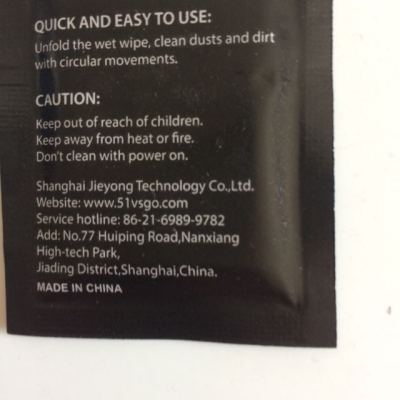 QUICK AND EASY TO USE:
Unfold the wet wipe, clean dusts and dirt
with circular movements.
CAUTION:
Keep out of reach of children.
Keep away from heat or fire.
Don't clean with power on.
Shanghai Jieyong Technology Co.,Ltd.
Website: www.51vsgo.com
Service hotline: 86-21-6989-9782
Add: No.77 Huiping Road,Nanxiang
High-tech Park,
Jiading District,Shanghai,China.
MADE IN CHINA